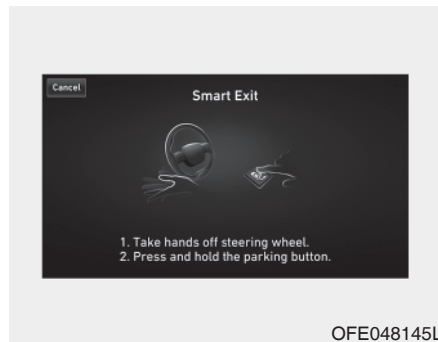 Cancel
Smart Exit
1. Take hands off steering wheel.
2. Press and hold the parking button.
OFE048145L